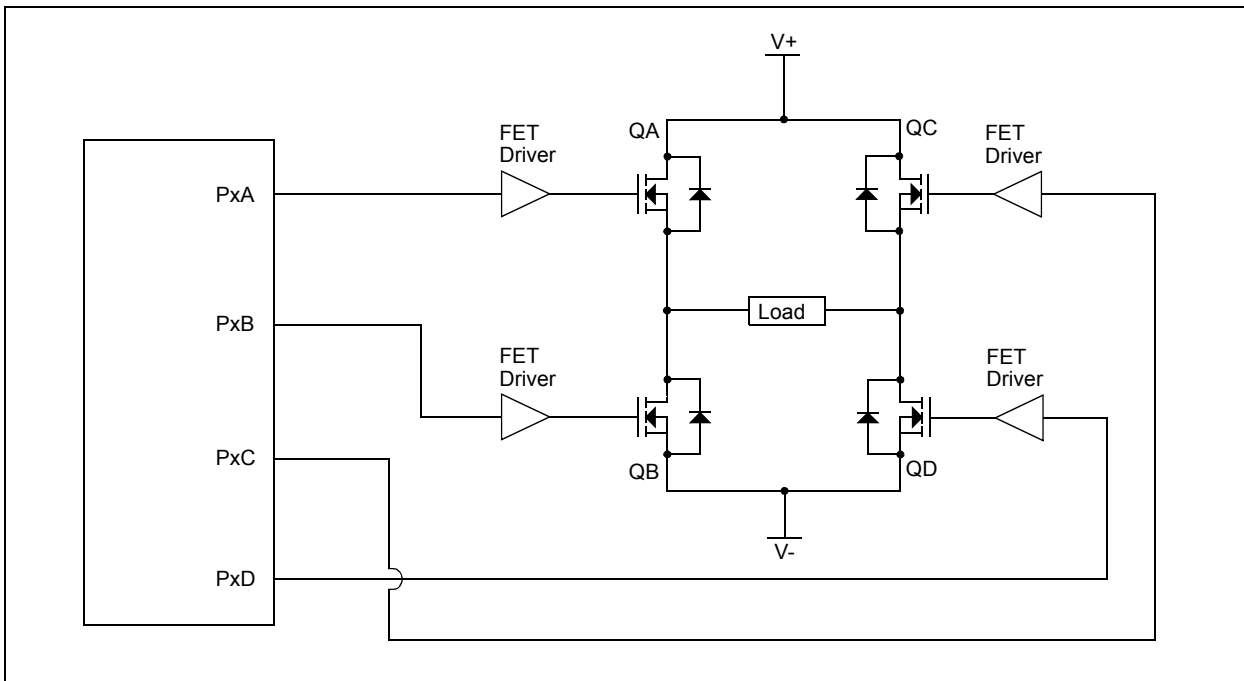 V+
QA
QC
FET
Driver
FET
Driver
PxA
Load
PxB
FET
Driver
FET
Driver
PxC
QB
QD
V-
PxD